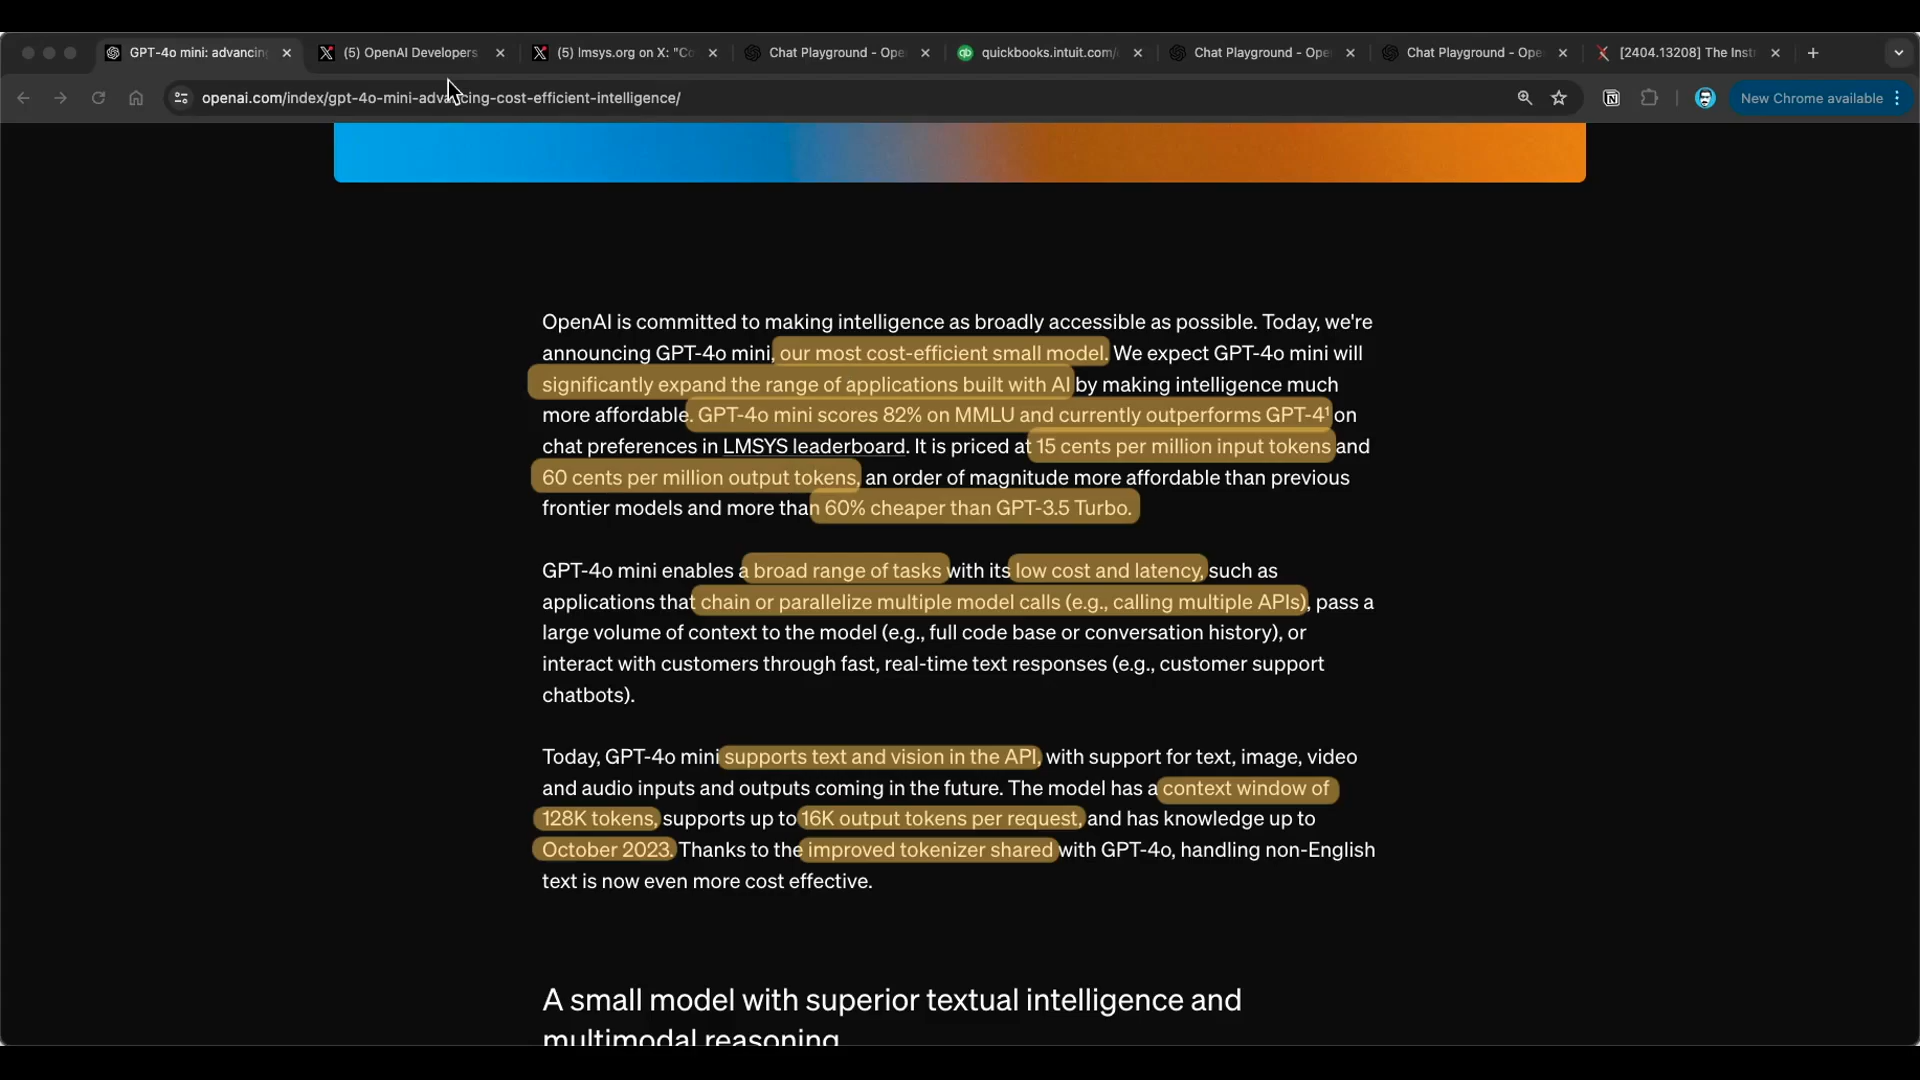 GPT-4o mini: advancing
(5) OpenAI Developers
(5) lmsys.org on X: "Co
Chat Playground - Ope
quickbooks.intuit.com/
Chat Playground - Ope
Chat Playground - Ope
[2404.13208] The Instr
openai.com/index/gpt-4o-mini-advancing-cost-efficient-intelligence/
New Chrome available
OpenAI is committed to making intelligence as broadly accessible as possible. Today, we're
announcing GPT-4o mini, our most cost-efficient small model. We expect GPT-4o mini will
significantly expand the range of applications built with AI by making intelligence much
more affordable. GPT-4o mini scores 82% on MMLU and currently outperforms GPT-4¹ on
chat preferences in LMSYS leaderboard. It is priced at 15 cents per million input tokens and
60 cents per million output tokens, an order of magnitude more affordable than previous
frontier models and more than 60% cheaper than GPT-3.5 Turbo.
GPT-4o mini enables a broad range of tasks with its low cost and latency, such as
applications that chain or parallelize multiple model calls (e.g., calling multiple APIs), pass a
large volume of context to the model (e.g., full code base or conversation history), or
interact with customers through fast, real-time text responses (e.g., customer support
chatbots).
Today, GPT-4o mini supports text and vision in the API, with support for text, image, video
and audio inputs and outputs coming in the future. The model has a context window of
128K tokens, supports up to 16K output tokens per request, and has knowledge up to
October 2023. Thanks to the improved tokenizer shared with GPT-4o, handling non-English
text is now even more cost effective.
A small model with superior textual intelligence and
multimodal reasoning